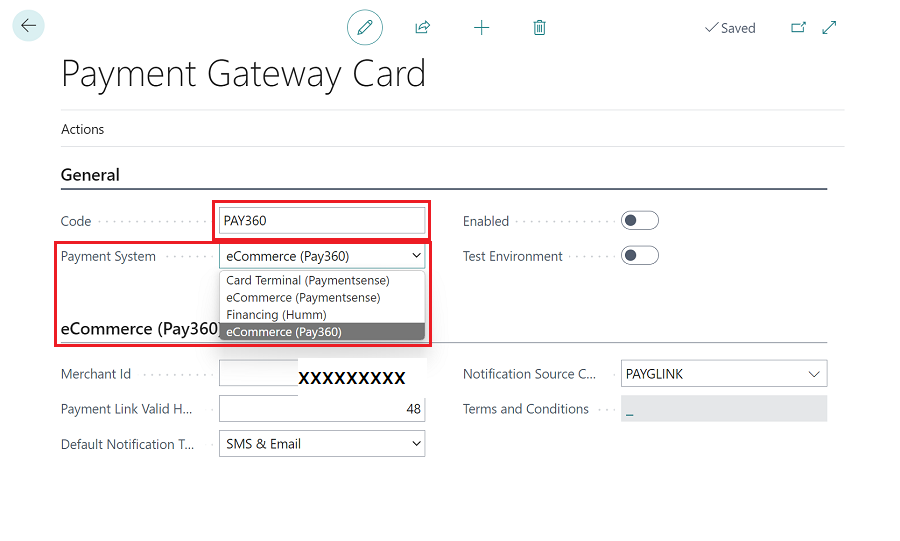 Saved
Payment Gateway Card
Actions
General
Code PAY360 Enabled
Payment System eCommerce (Pay360) Test Environment
Card Terminal (Paymentsense)
eCommerce (Paymentsense)
Financing (Humm)
eCommerce (Pay360)
eCommerce (Pay360)
Merchant Id XXXXXXXXX Notification Source C... PAYGLINK
Payment Link Valid H... 48 Terms and Conditions _
Default Notification T... SMS & Email